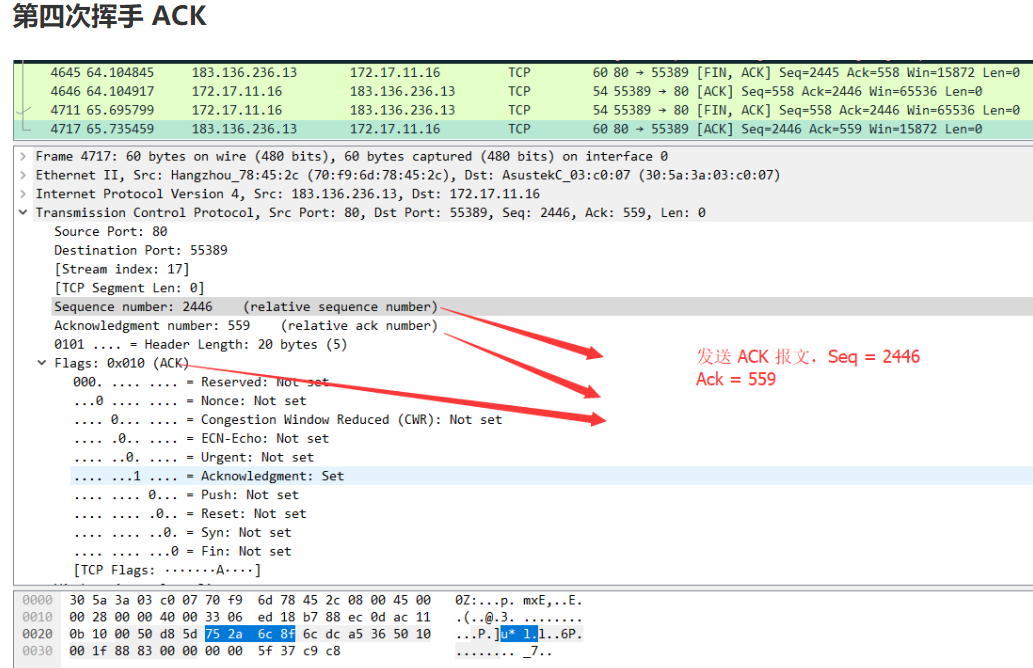 第四次挥手 ACK
4645 64.104845 183.136.236.13 172.17.11.16 TCP 60 80 → 55389 [FIN, ACK] Seq=2445 Ack=558 Win=15872 Len=0
4646 64.104917 172.17.11.16 183.136.236.13 TCP 54 55389 → 80 [ACK] Seq=558 Ack=2446 Win=65536 Len=0
4711 65.695799 172.17.11.16 183.136.236.13 TCP 54 55389 → 80 [FIN, ACK] Seq=558 Ack=2446 Win=65536 Len=0
4717 65.735459 183.136.236.13 172.17.11.16 TCP 60 80 → 55389 [ACK] Seq=2446 Ack=559 Win=15872 Len=0
Frame 4717: 60 bytes on wire (480 bits), 60 bytes captured (480 bits) on interface 0
Ethernet II, Src: Hangzhou_78:45:2c (70:f9:6d:78:45:2c), Dst: AsustekC_03:c0:07 (30:5a:3a:03:c0:07)
Internet Protocol Version 4, Src: 183.136.236.13, Dst: 172.17.11.16
Transmission Control Protocol, Src Port: 80, Dst Port: 55389, Seq: 2446, Ack: 559, Len: 0
Source Port: 80
Destination Port: 55389
[Stream index: 17]
[TCP Segment Len: 0]
Sequence number: 2446 (relative sequence number)
Acknowledgment number: 559 (relative ack number)
0101 .... = Header Length: 20 bytes (5)
Flags: 0x010 (ACK)
000. .... .... = Reserved: Not set
...0 .... .... = Nonce: Not set
.... 0... .... = Congestion Window Reduced (CWR): Not set
.... .0.. .... = ECN-Echo: Not set
.... ..0. .... = Urgent: Not set
.... ...1 .... = Acknowledgment: Set
.... .... 0... = Push: Not set
.... .... .0.. = Reset: Not set
.... .... ..0. = Syn: Not set
.... .... ...0 = Fin: Not set
[TCP Flags: ·······A····]
发送 ACK 报文．Seq = 2446
Ack = 559
0000 30 5a 3a 03 c0 07 70 f9 6d 78 45 2c 08 00 45 00 0Z:...p. mxE,..E.
0010 00 28 00 00 40 00 33 06 ed 18 b7 88 ec 0d ac 11 .(..@.3. ........
0020 0b 10 00 50 d8 5d 75 2a 6c 8f 6c dc a5 36 50 10 ...P.]u* l.l..6P.
0030 00 1f 88 83 00 00 00 00 5f 37 c9 c8 ........ _7..